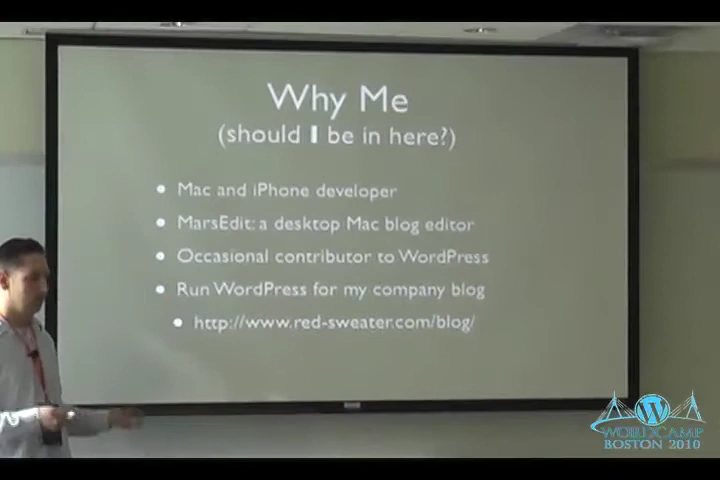 Why Me
(should I be in here?)
Mac and iPhone developer
MarsEdit: a desktop Mac blog editor
Occasional contributor to WordPress
Run WordPress for my company blog
http://www.red-sweater.com/blog/
WORDCAMP
BOSTON 2010